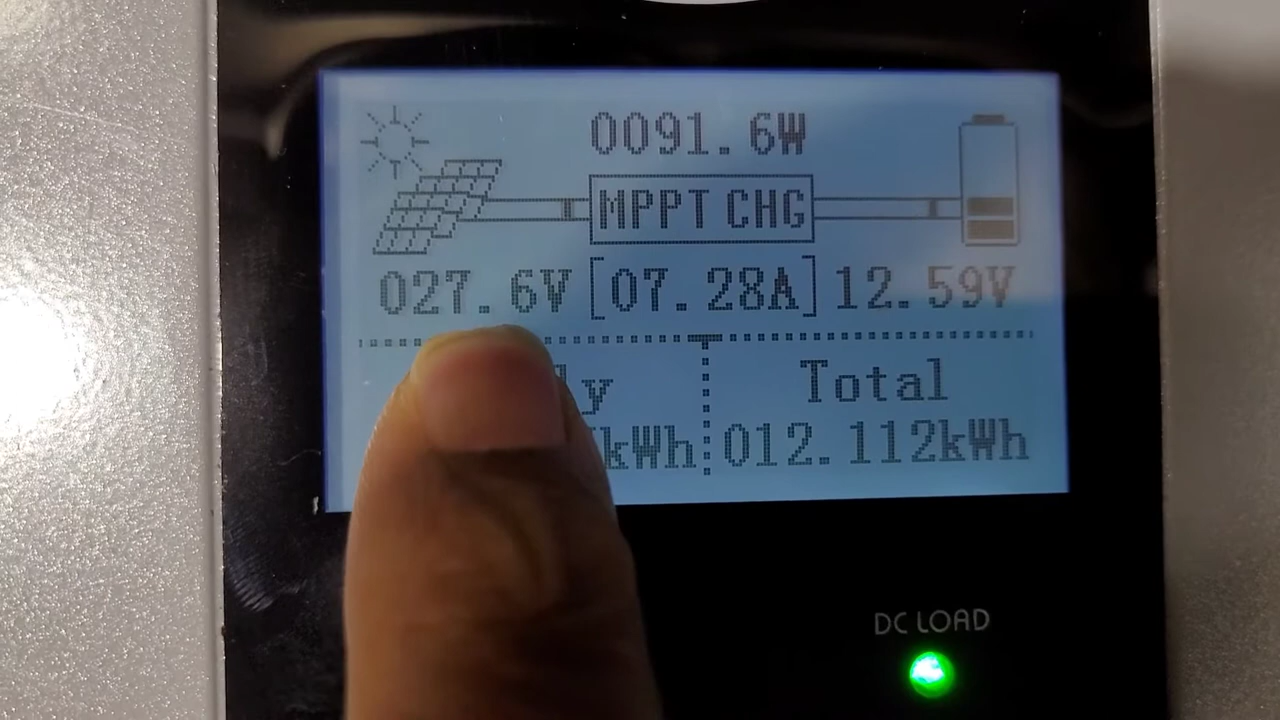 0091.6W
MPPT CHG
027.6V [07.28A] 12.59V
Total
kWh 012.112kWh
DC LOAD